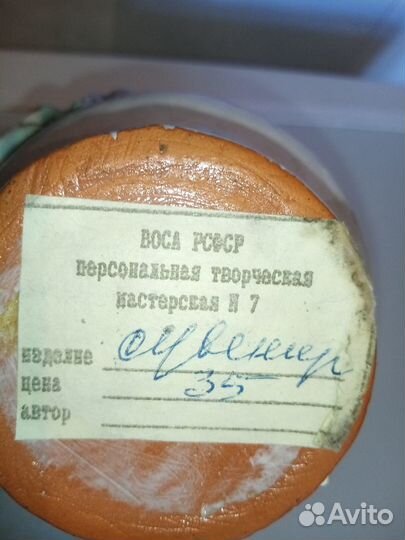 ВОСА РСФСР
персональная творческая
мастерская N 7
изделие сувенир
цена 35
автор
Avito